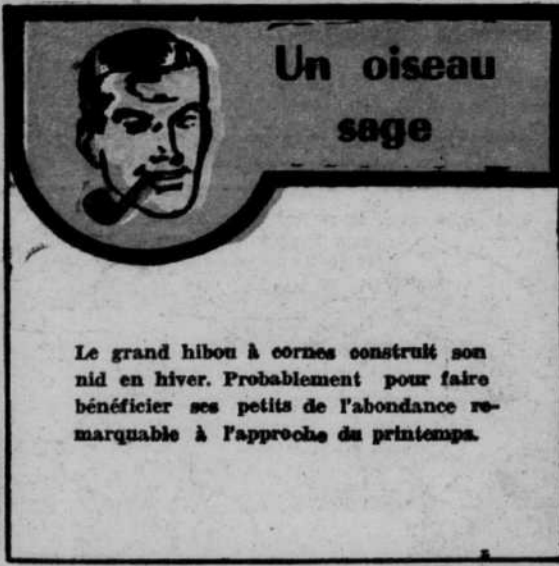 Un oiseau
sage
Le grand hibou à cornes construit son
nid en hiver. Probablement pour faire
bénéficier ses petits de l'abondance re-
marquable à l'approche du printemps.